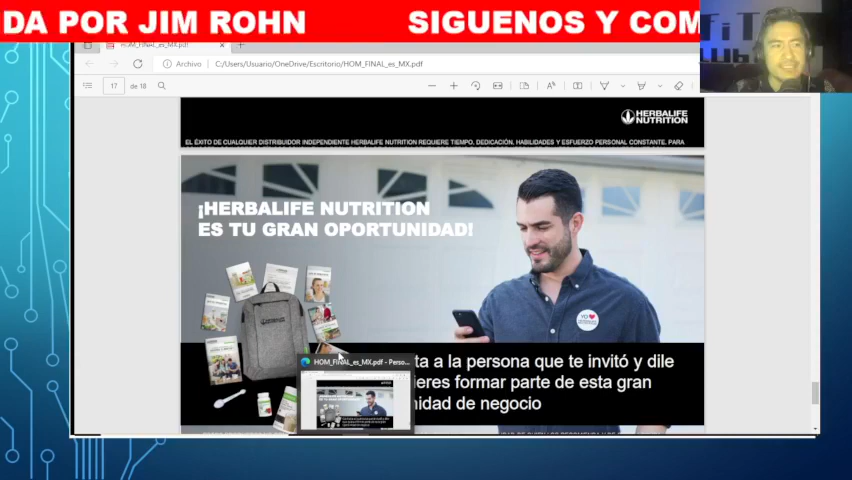 DA POR JIM ROHN SIGUENOS Y COM
HOM_FINAL_es_MX.pdf
Archivo C:/Users/Usuario/OneDrive/Escritorio/HOM_FINAL_es_MX.pdf
17 de 18
HERBALIFE
NUTRITION
EL ÉXITO DE CUALQUIER DISTRIBUIDOR INDEPENDIENTE HERBALIFE NUTRITION REQUIERE TIEMPO, DEDICACIÓN, HABILIDADES Y ESFUERZO PERSONAL CONSTANTE. PARA
¡HERBALIFE NUTRITION
ES TU GRAN OPORTUNIDAD!
YO
HOM_FINAL_es_MX.pdf - Perso...
ta a la persona que te invitó y dile
ieres formar parte de esta gran
nidad de negocio